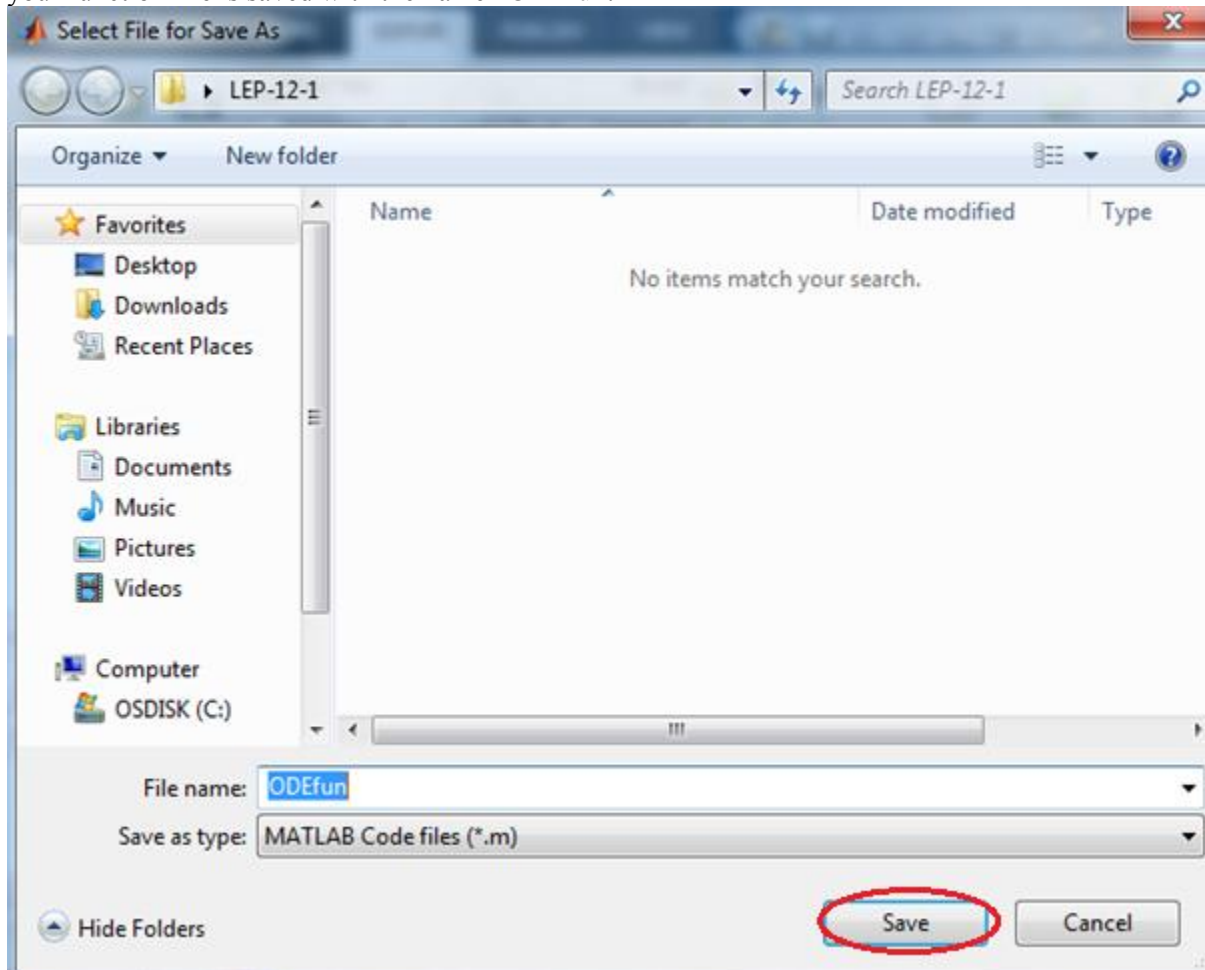 Select File for Save As
LEP-12-1
Search LEP-12-1
Organize
New folder
Favorites
Desktop
Downloads
Recent Places
Libraries
Documents
Music
Pictures
Videos
Computer
OSDISK (C:)
Name
Date modified
Type
No items match your search.
File name: ODEfun
Save as type: MATLAB Code files (*.m)
Hide Folders
Save
Cancel